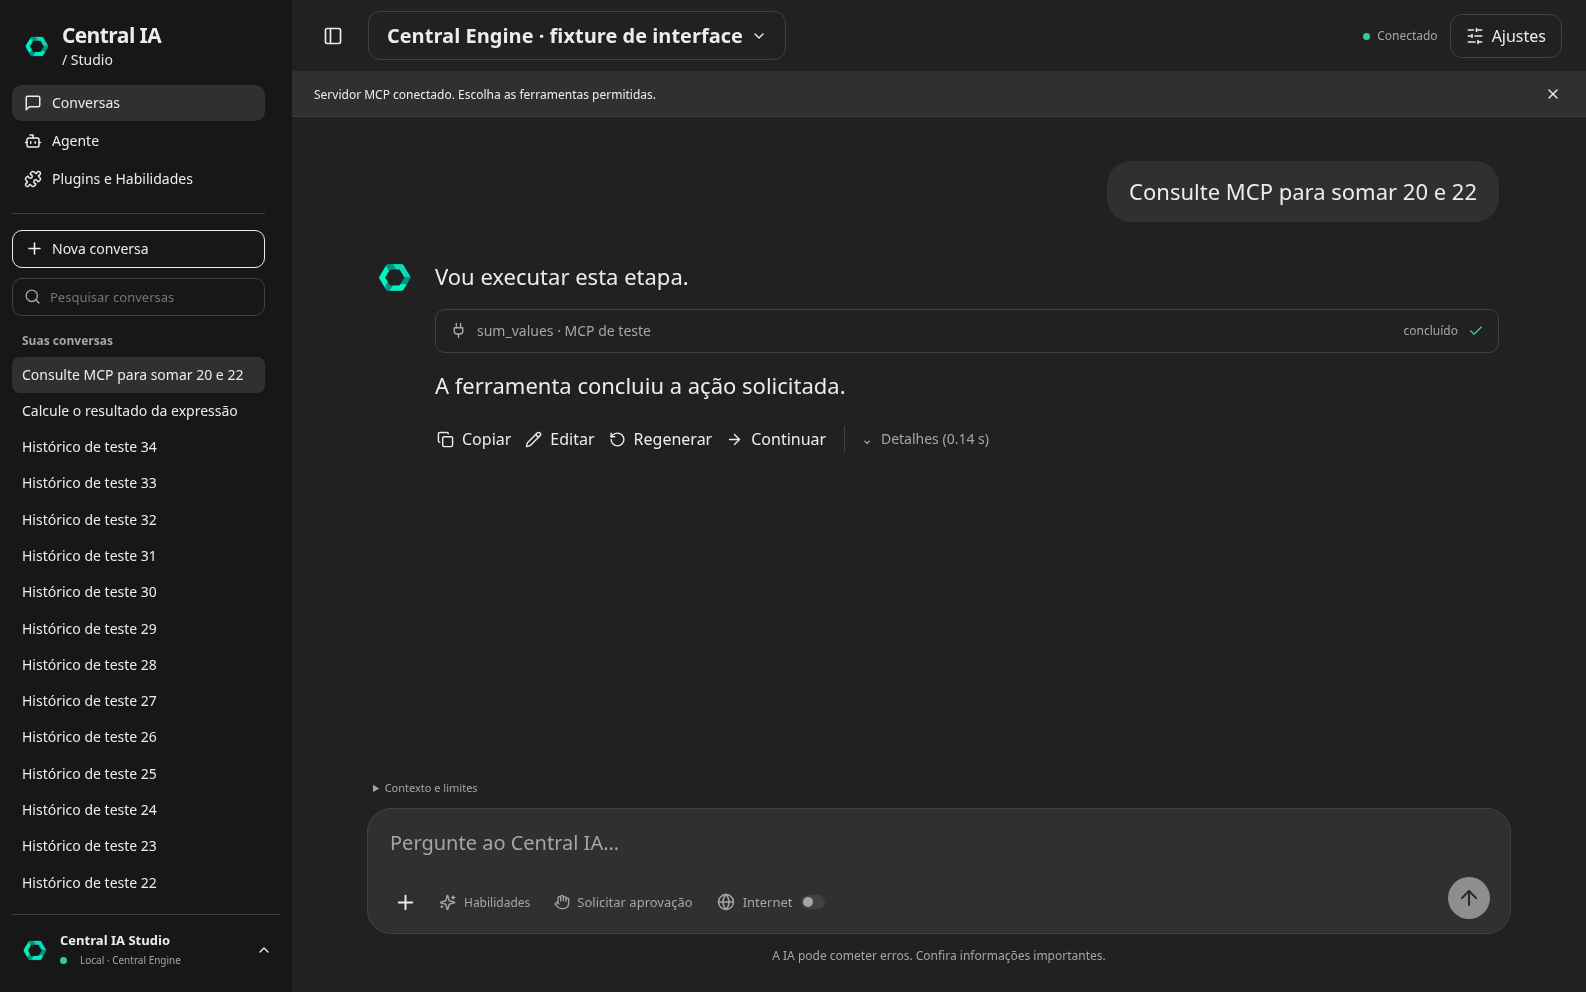 Central IA
/ Studio
Conversas
Agente
Plugins e Habilidades
Nova conversa
Pesquisar conversas
Suas conversas
Consulte MCP para somar 20 e 22
Calcule o resultado da expressão
Histórico de teste 34
Histórico de teste 33
Histórico de teste 32
Histórico de teste 31
Histórico de teste 30
Histórico de teste 29
Histórico de teste 28
Histórico de teste 27
Histórico de teste 26
Histórico de teste 25
Histórico de teste 24
Histórico de teste 23
Histórico de teste 22
Central IA Studio
Local · Central Engine
Central Engine · fixture de interface
Conectado
Ajustes
Servidor MCP conectado. Escolha as ferramentas permitidas.
Consulte MCP para somar 20 e 22
Vou executar esta etapa.
sum_values · MCP de teste
concluído
A ferramenta concluiu a ação solicitada.
Copiar
Editar
Regenerar
Continuar
Detalhes (0.14 s)
Contexto e limites
Pergunte ao Central IA...
Habilidades
Solicitar aprovação
Internet
A IA pode cometer erros. Confira informações importantes.